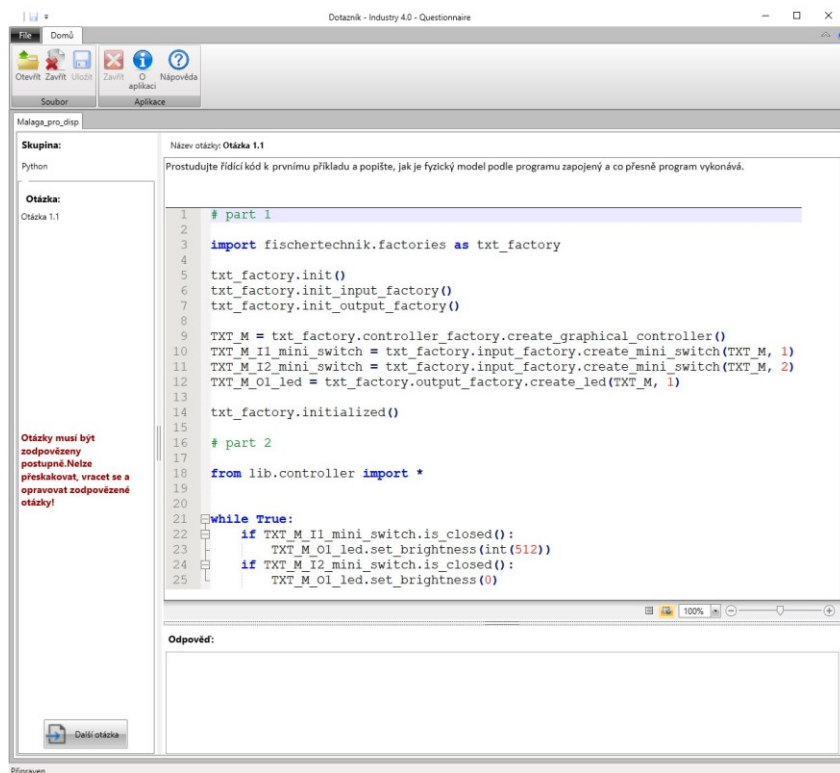 Dotazník - Industry 4.0 - Questionnaire
File Domů
Otevřít Zavřít Uložit Zavřít O aplikaci Nápověda
Soubor Aplikace
Malaga_pro_disp
Skupina:
Python
Otázka:
Otázka 1.1
Otázky musí být
zodpovězeny
postupně.Nelze
přeskakovat, vracet se a
opravovat zodpovězené
otázky!
Další otázka
Název otázky: Otázka 1.1
Prostudujte řídící kód k prvnímu příkladu a popište, jak je fyzický model podle programu zapojený a co přesně program vykonává.
1 # part 1
2
3 import fischertechnik.factories as txt_factory
4
5 txt_factory.init()
6 txt_factory.init_input_factory()
7 txt_factory.init_output_factory()
8
9 TXT_M = txt_factory.controller_factory.create_graphical_controller()
10 TXT_M_I1_mini_switch = txt_factory.input_factory.create_mini_switch(TXT_M, 1)
11 TXT_M_I2_mini_switch = txt_factory.input_factory.create_mini_switch(TXT_M, 2)
12 TXT_M_O1_led = txt_factory.output_factory.create_led(TXT_M, 1)
13
14 txt_factory.initialized()
15
16 # part 2
17
18 from lib.controller import *
19
20
21 while True:
22     if TXT_M_I1_mini_switch.is_closed():
23         TXT_M_O1_led.set_brightness(int(512))
24     if TXT_M_I2_mini_switch.is_closed():
25         TXT_M_O1_led.set_brightness(0)
100%
Odpověď:
Připraven